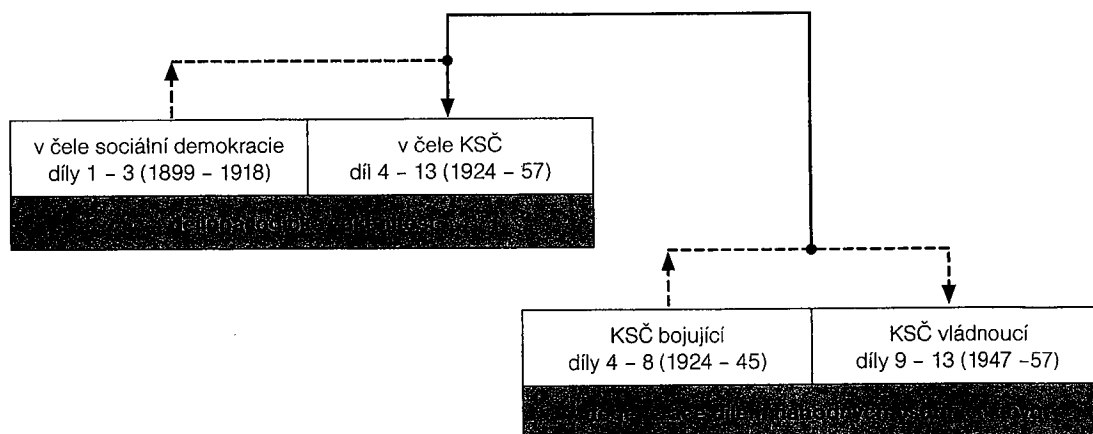 v čele sociální demokracie
díly 1 – 3 (1899 – 1918)
v čele KSČ
díl 4 – 13 (1924 – 57)
KSČ bojující
díly 4 – 8 (1924 – 45)
KSČ vládnoucí
díly 9 – 13 (1947 –57)